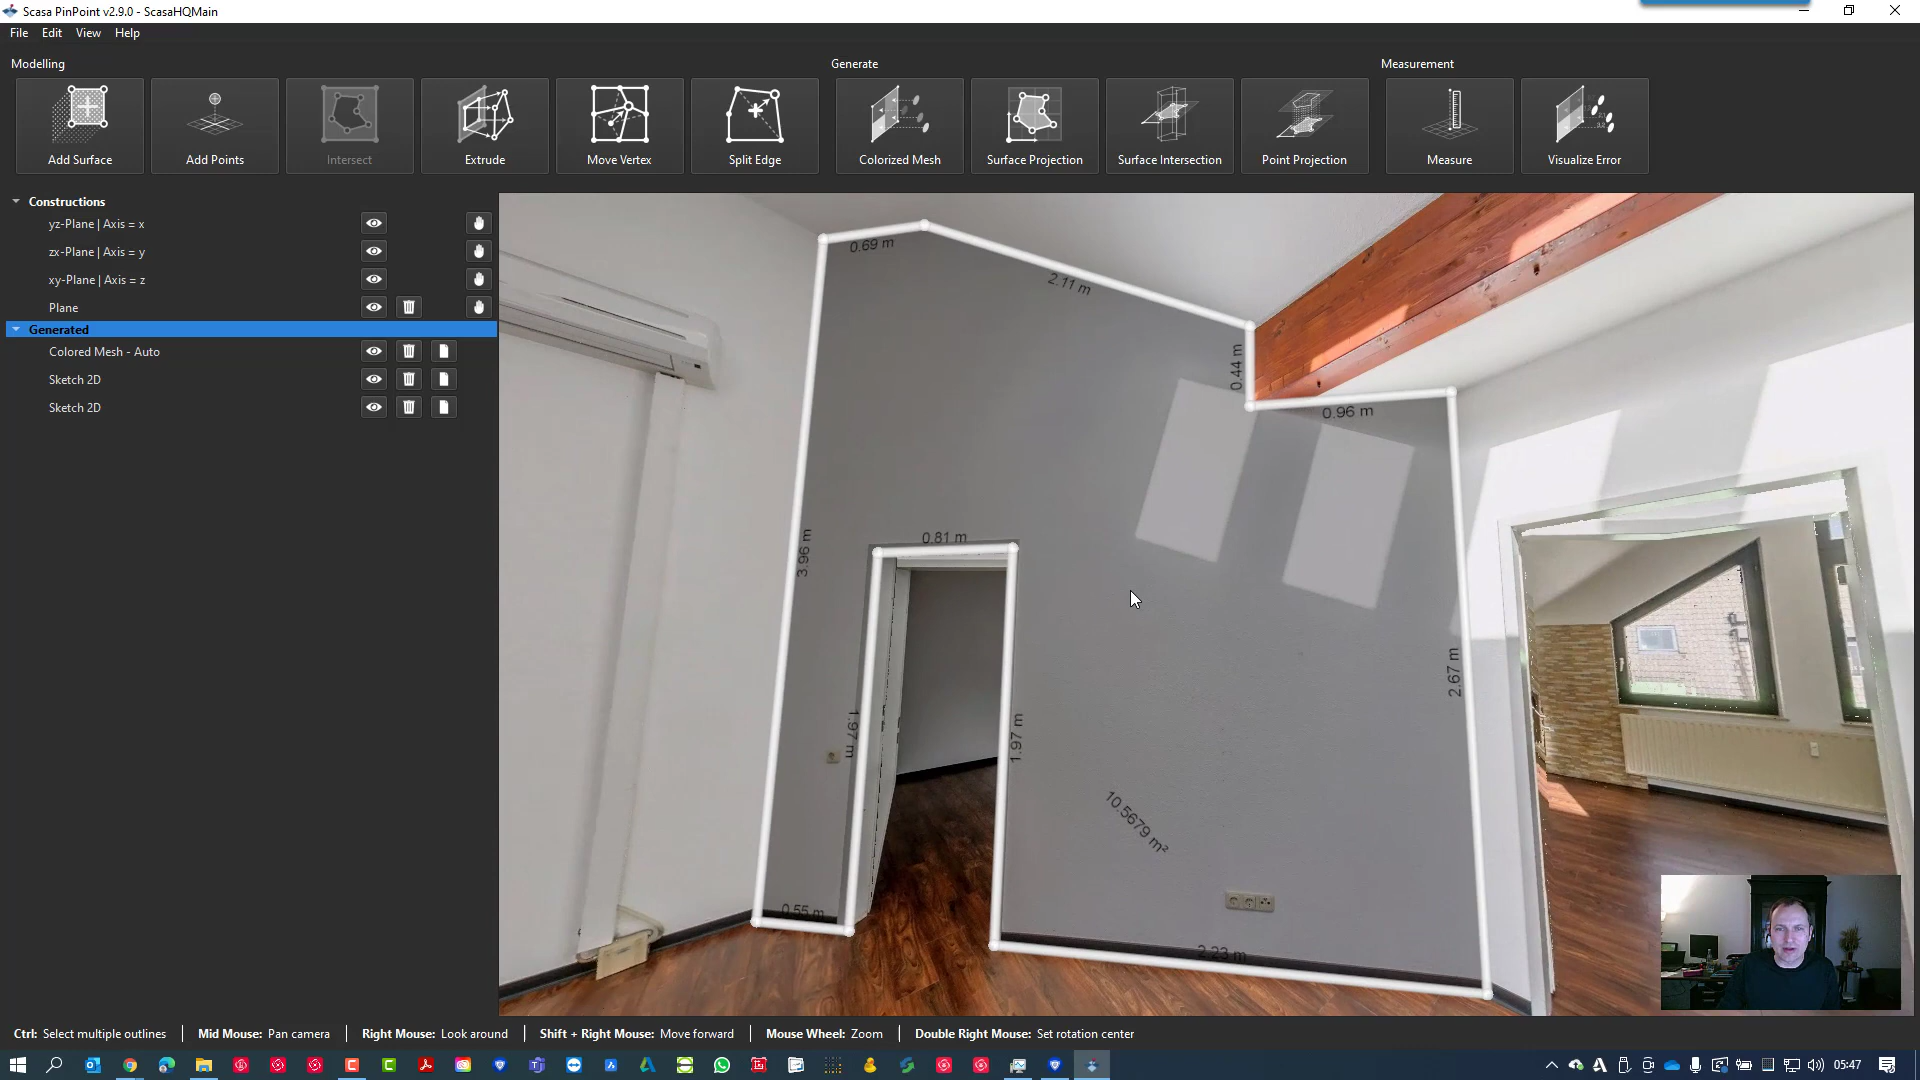 Scasa PinPoint v2.9.0 - ScasaHQMain
File Edit View Help
Modelling Generate Measurement
Add Surface Add Points Intersect Extrude Move Vertex Split Edge Colorized Mesh Surface Projection Surface Intersection Point Projection Measure Visualize Error
Constructions
yz-Plane | Axis = x
zx-Plane | Axis = y
xy-Plane | Axis = z
Plane
Generated
Colored Mesh - Auto
Sketch 2D
Sketch 2D
0.69 m
2.11 m
0.44 m
0.96 m
3.96 m
0.81 m
2.67 m
1.97 m
1.97 m
10.5679 m²
0.55 m
2.23 m
Ctrl: Select multiple outlines | Mid Mouse: Pan camera | Right Mouse: Look around | Shift + Right Mouse: Move forward | Mouse Wheel: Zoom | Double Right Mouse: Set rotation center
05:47